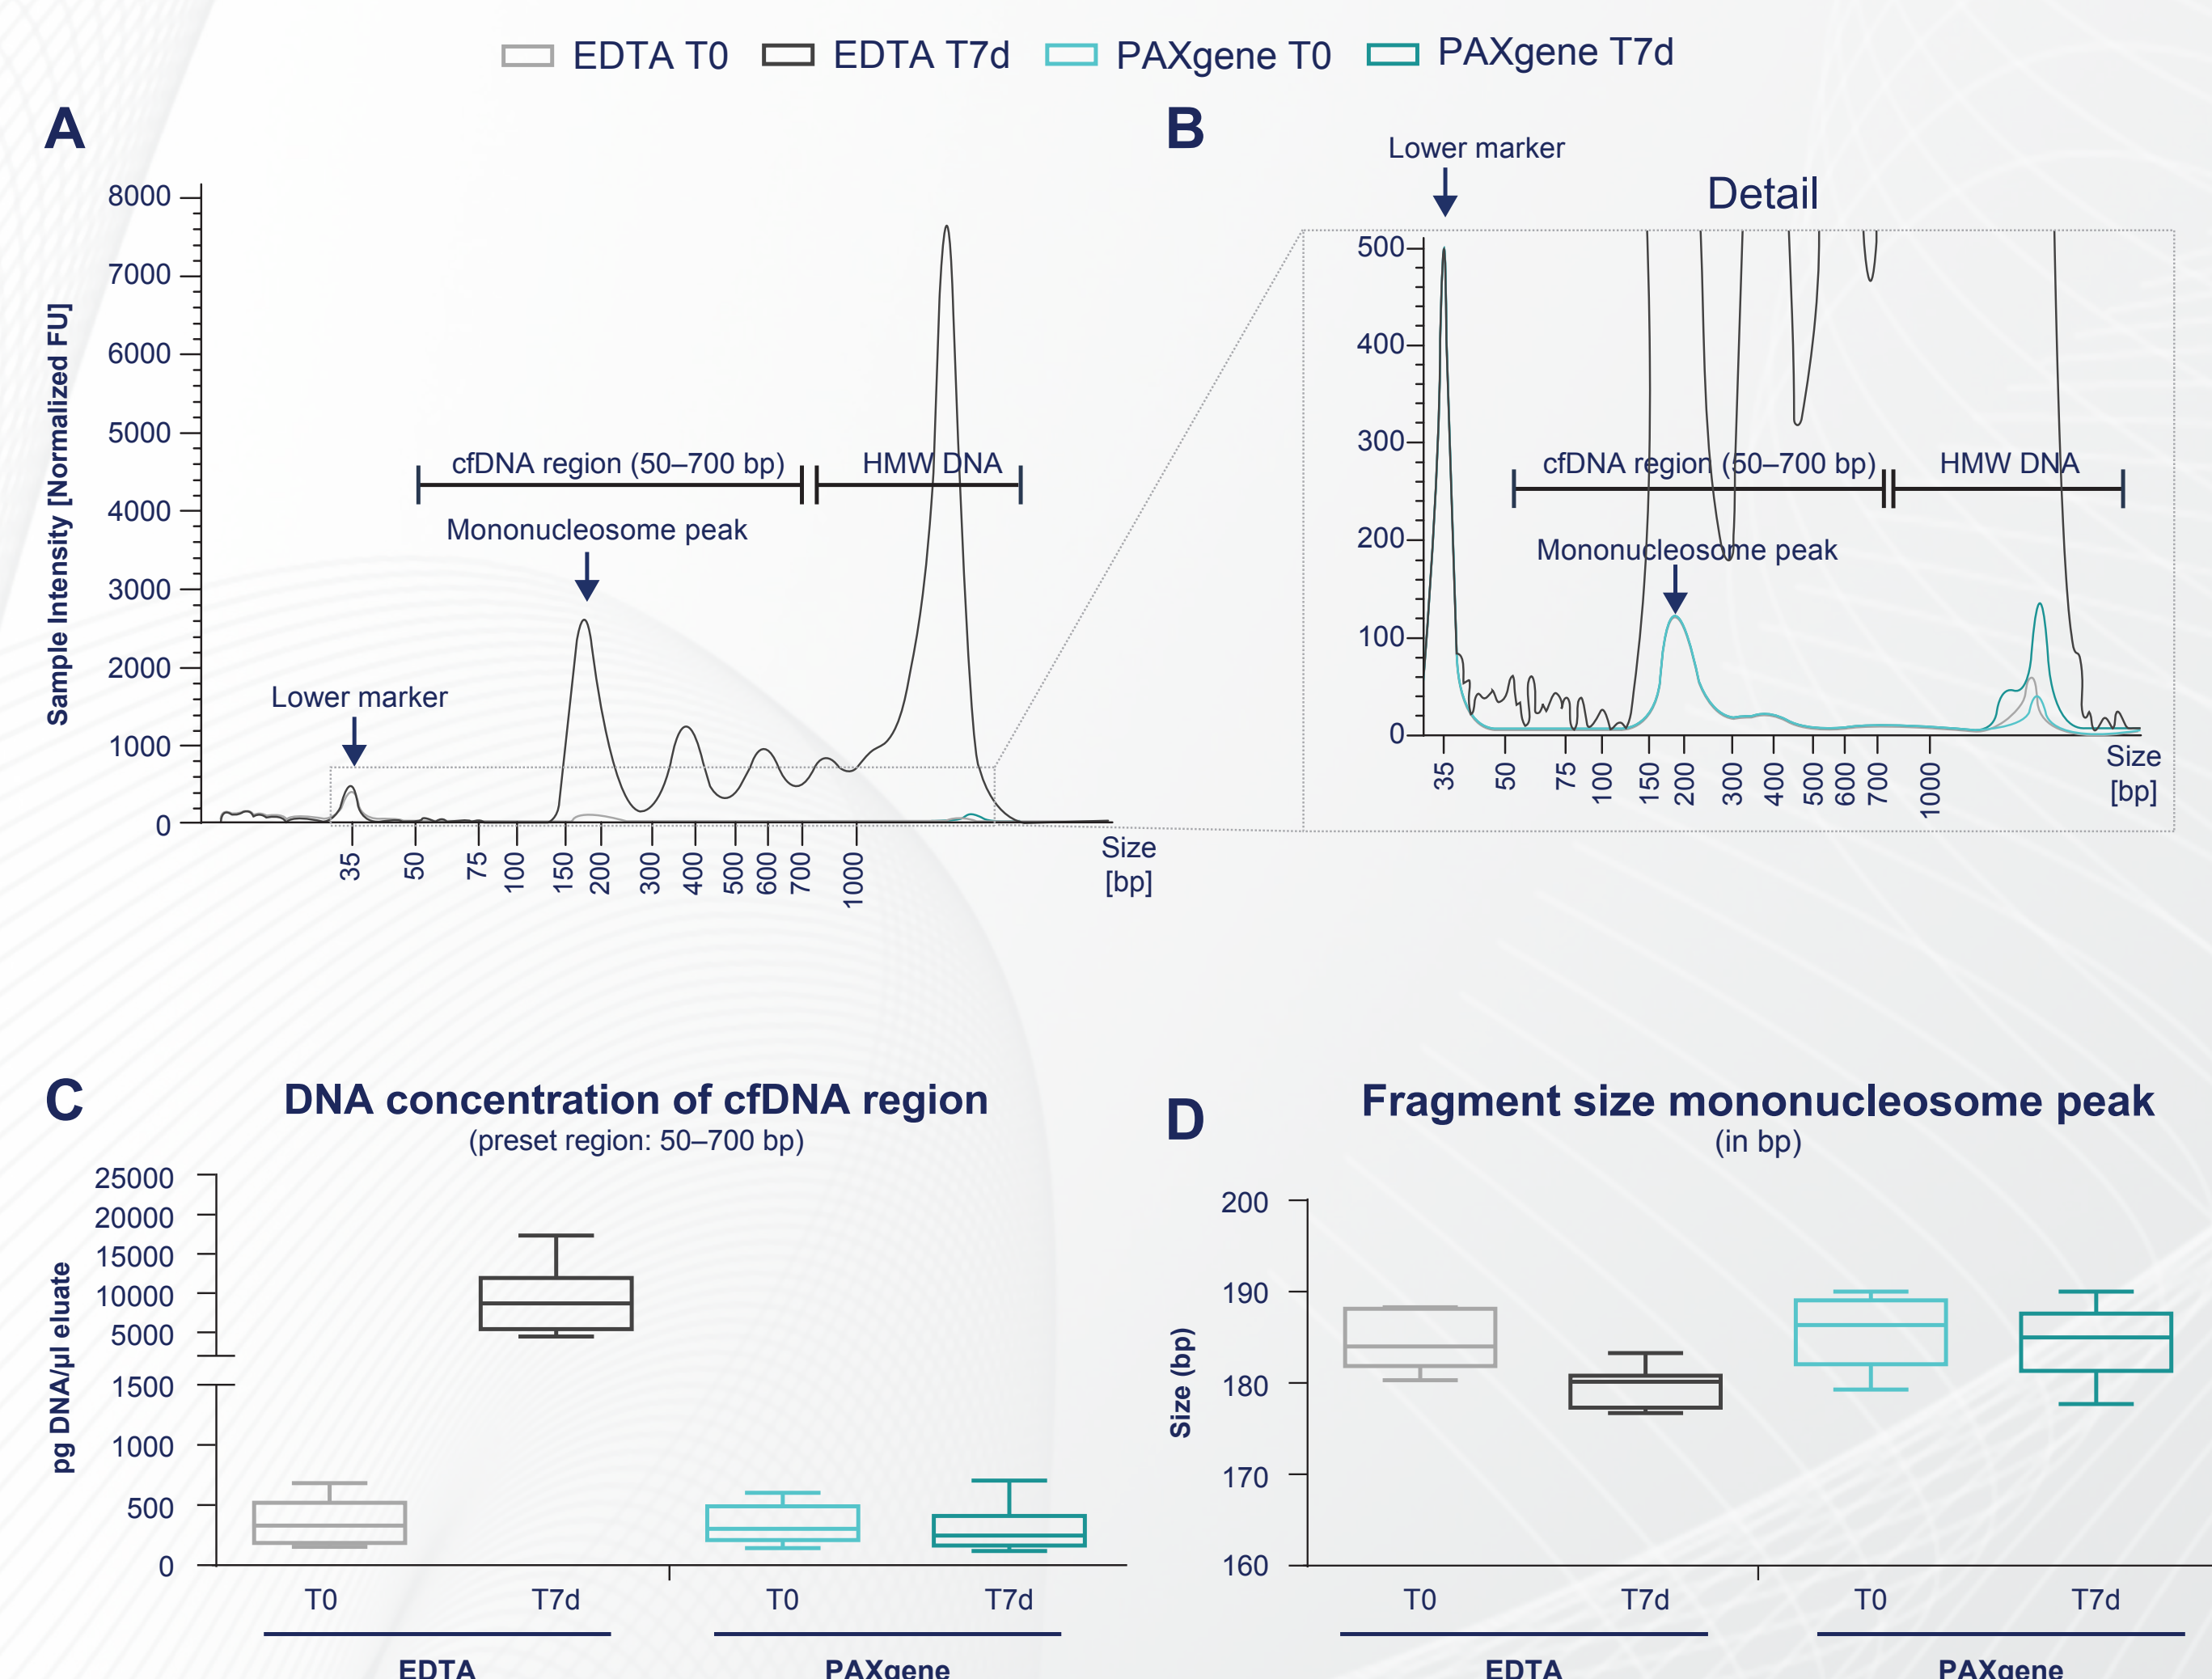 EDTA T0 EDTA T7d PAXgene T0 PAXgene T7d
A
Sample Intensity [Normalized FU]
8000
7000
6000
5000
4000
3000
2000
1000
0
cfDNA region (50–700 bp) HMW DNA
Mononucleosome peak
Lower marker
35 50 75 100 150 200 300 400 500 600 700 1000
Size
[bp]
B
Lower marker
Detail
500
400
300
200
100
0
cfDNA region (50–700 bp) HMW DNA
Mononucleosome peak
35 50 75 100 150 200 300 400 500 600 700 1000
Size
[bp]
C
DNA concentration of cfDNA region
(preset region: 50–700 bp)
pg DNA/µl eluate
25000
20000
15000
10000
5000
1500
1000
500
0
T0 T7d T0 T7d
EDTA PAXgene
D
Fragment size mononucleosome peak
(in bp)
Size (bp)
200
190
180
170
160
T0 T7d T0 T7d
EDTA PAXgene